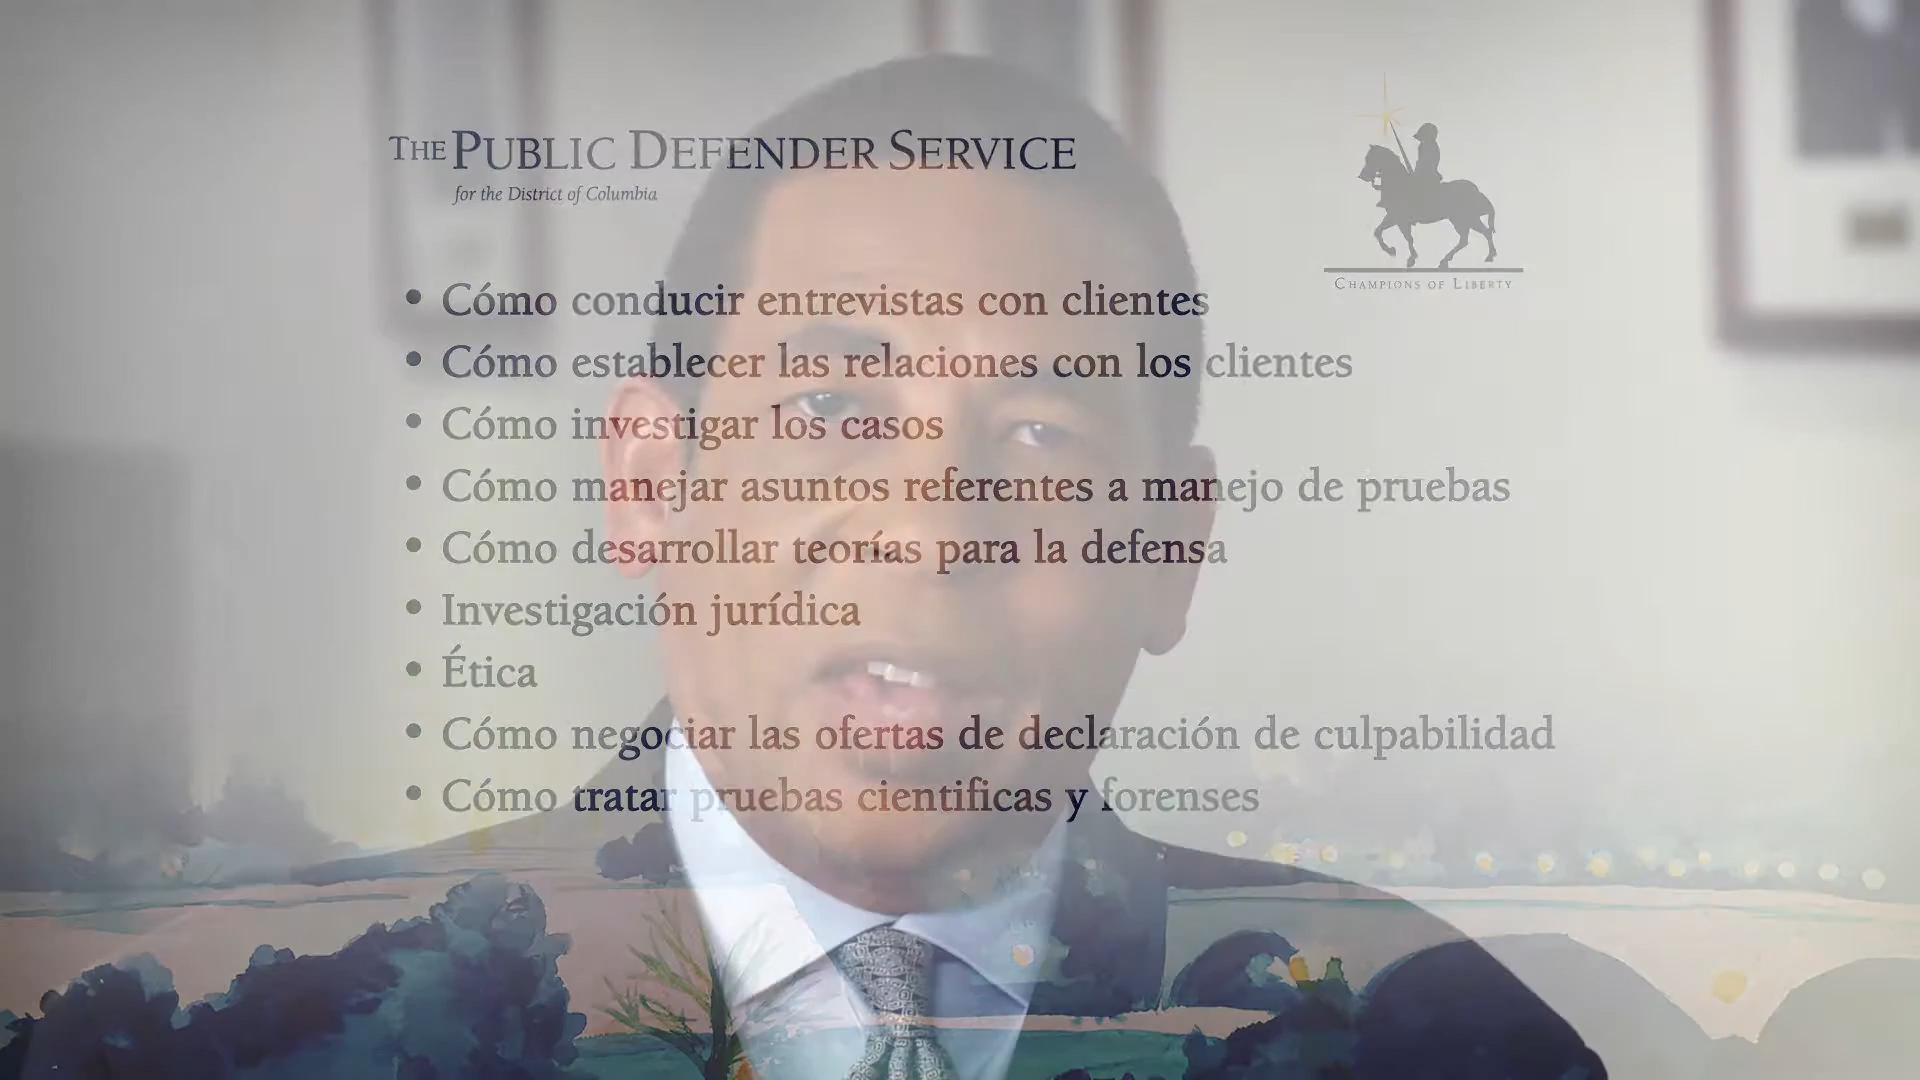 THE PUBLIC DEFENDER SERVICE
for the District of Columbia
CHAMPIONS OF LIBERTY
• Cómo conducir entrevistas con clientes
• Cómo establecer las relaciones con los clientes
• Cómo investigar los casos
• Cómo manejar asuntos referentes a manejo de pruebas
• Cómo desarrollar teorías para la defensa
• Investigación jurídica
• Ética
• Cómo negociar las ofertas de declaración de culpabilidad
• Cómo tratar pruebas cientificas y forenses